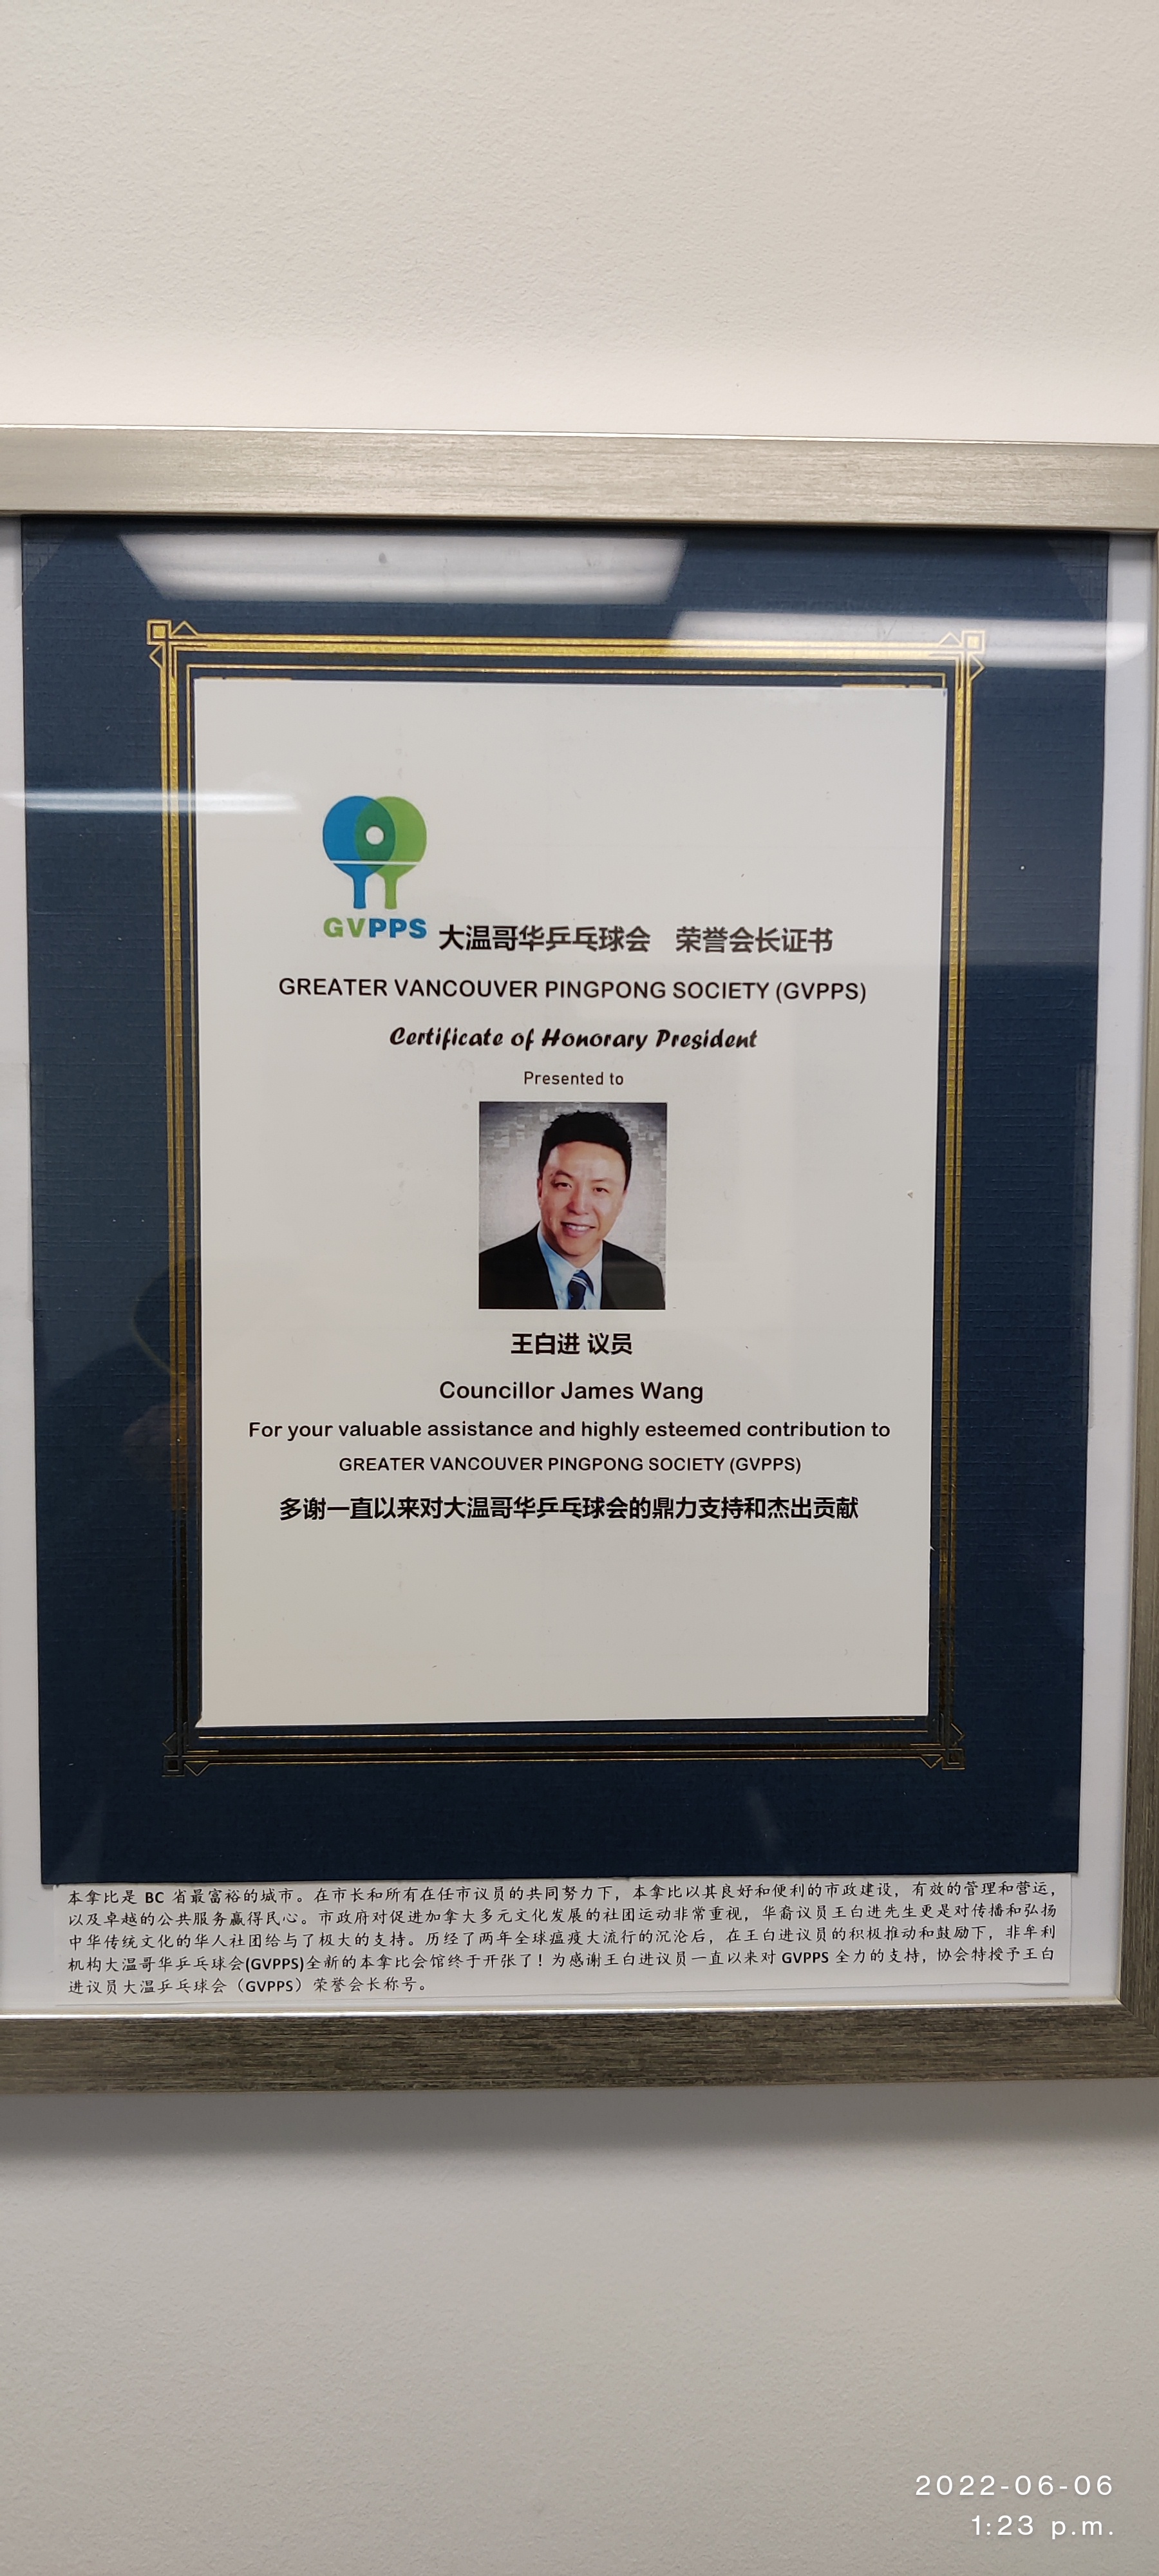 GVPPS 大温哥华乒乓球会 荣誉会长证书
GREATER VANCOUVER PINGPONG SOCIETY (GVPPS)
Certificate of Honorary President
Presented to
王白进 议员
Councillor James Wang
For your valuable assistance and highly esteemed contribution to
GREATER VANCOUVER PINGPONG SOCIETY (GVPPS)
多谢一直以来对大温哥华乒乓球会的鼎力支持和杰出贡献
本拿比是 BC 省最富裕的城市。在市长和所有在任市议员的共同努力下，本拿比以其良好和便利的市政建设，有效的管理和营运，
以及卓越的公共服务赢得民心。市政府对促进加拿大多元文化发展的社团运动非常重视，华裔议员王白进先生更是对传播和弘扬
中华传统文化的华人社团给与了极大的支持。历经了两年全球瘟疫大流行的沉沦后，在王白进议员的积极推动和鼓励下，非牟利
机构大温哥华乒乓球会(GVPPS)全新的本拿比会馆终于开张了！为感谢王白进议员一直以来对 GVPPS 全力的支持，协会特授予王白
进议员大温乒乓球会（GVPPS）荣誉会长称号。
2022-06-06
1:23 p.m.